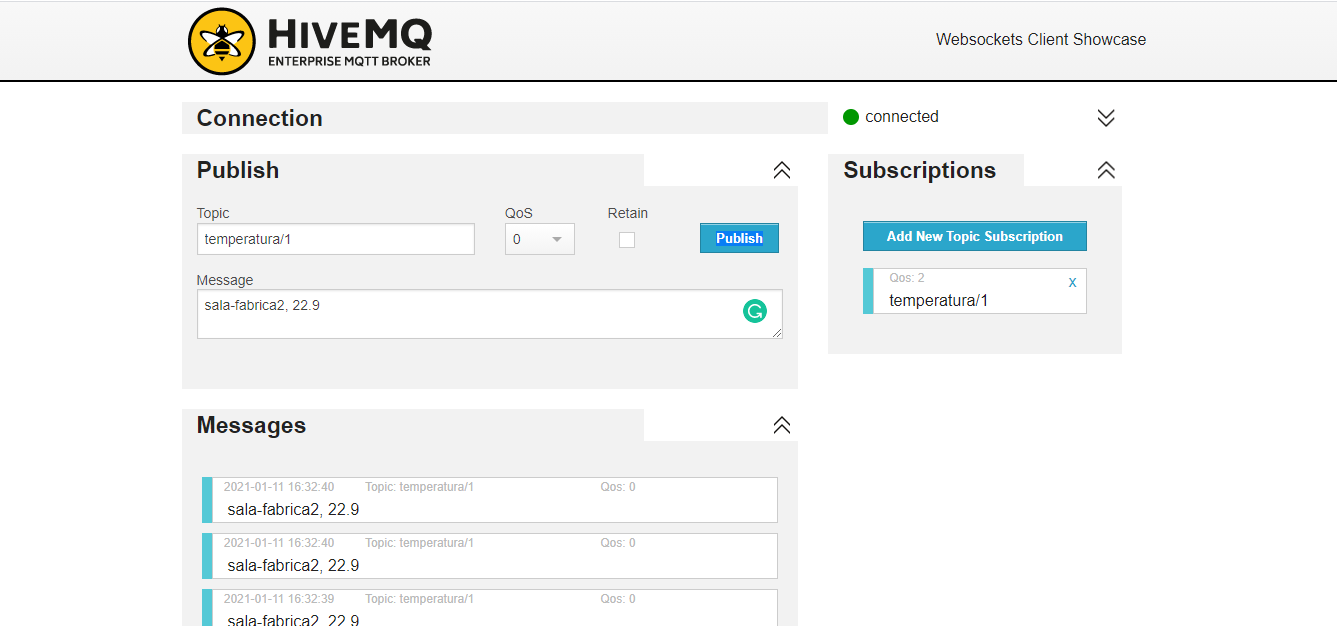 HIVEMQ
ENTERPRISE MQTT BROKER
Websockets Client Showcase
Connection
connected
Publish
Topic
QoS
Retain
temperatura/1
0
Publish
Message
sala-fabrica2, 22.9
Subscriptions
Add New Topic Subscription
Qos: 2
x
temperatura/1
Messages
2021-01-11 16:32:40 Topic: temperatura/1 Qos: 0
sala-fabrica2, 22.9
2021-01-11 16:32:40 Topic: temperatura/1 Qos: 0
sala-fabrica2, 22.9
2021-01-11 16:32:39 Topic: temperatura/1 Qos: 0
sala-fabrica2, 22.9